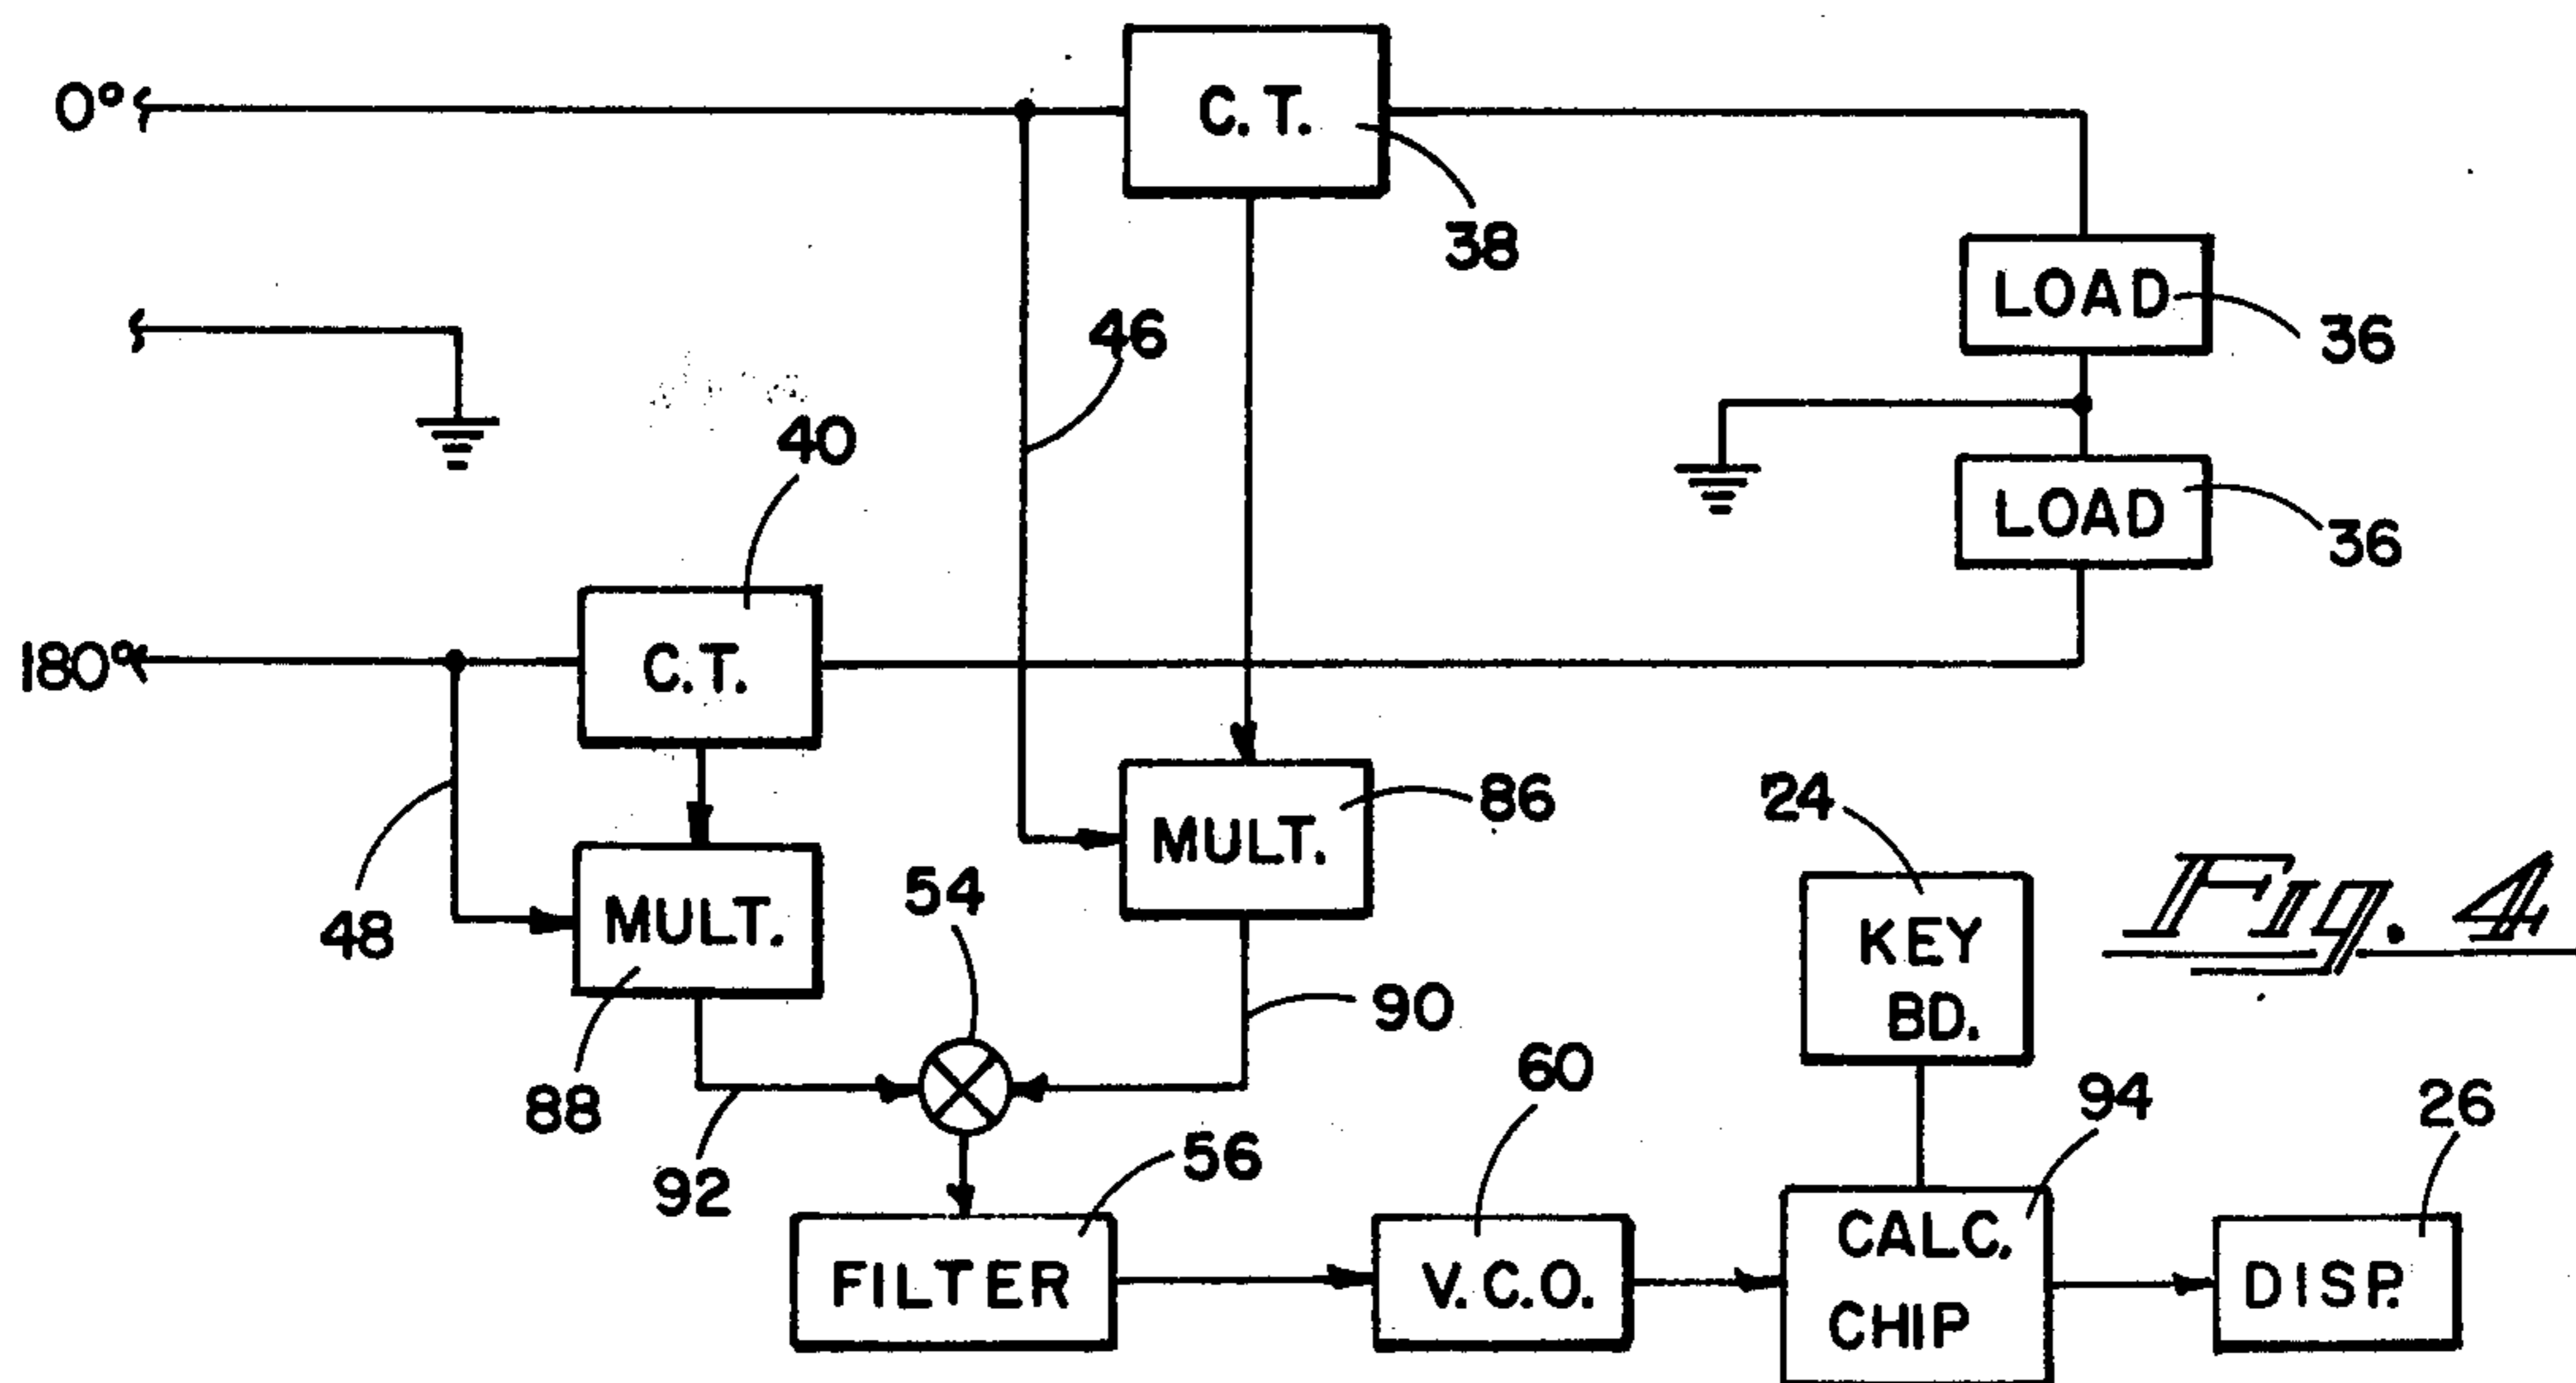 0°
C.T.
38
LOAD
36
46
40
LOAD
36
180°
C.T.
MULT.
86
24
48
MULT.
54
KEY
BD.
Fig. 4
90
88
60
94
26
92
56
FILTER
V.C.O.
CALC.
CHIP
DISP.